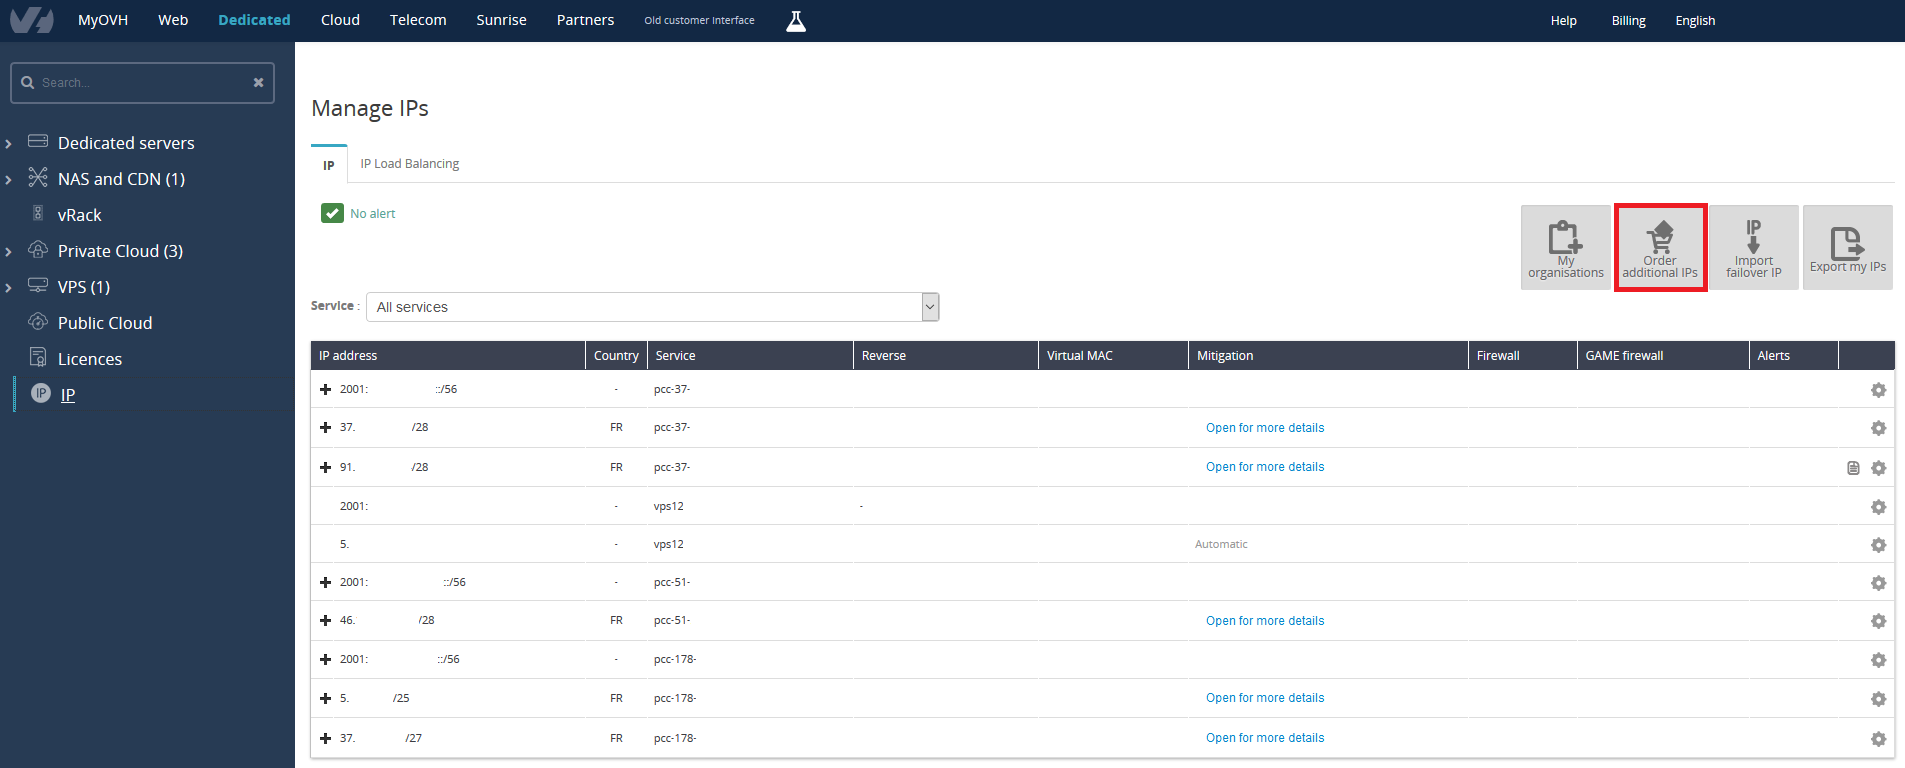 MyOVH Web Dedicated Cloud Telecom Sunrise Partners Old customer interface Help Billing English
Search...
Dedicated servers
NAS and CDN (1)
vRack
Private Cloud (3)
VPS (1)
Public Cloud
Licences
IP
IP
Manage IPs
IP IP Load Balancing
No alert
My
organisations
Order
additional IPs
IP
Import
failover IP
Export my IPs
Service : All services
IP address Country Service Reverse Virtual MAC Mitigation Firewall GAME firewall Alerts
2001: ::/56 - pcc-37-
37. /28 FR pcc-37- Open for more details
91. /28 FR pcc-37- Open for more details
2001: - vps12 -
5. - vps12 Automatic
2001: ::/56 - pcc-51-
46. /28 FR pcc-51- Open for more details
2001: ::/56 - pcc-178-
5. /25 FR pcc-178- Open for more details
37. /27 FR pcc-178- Open for more details